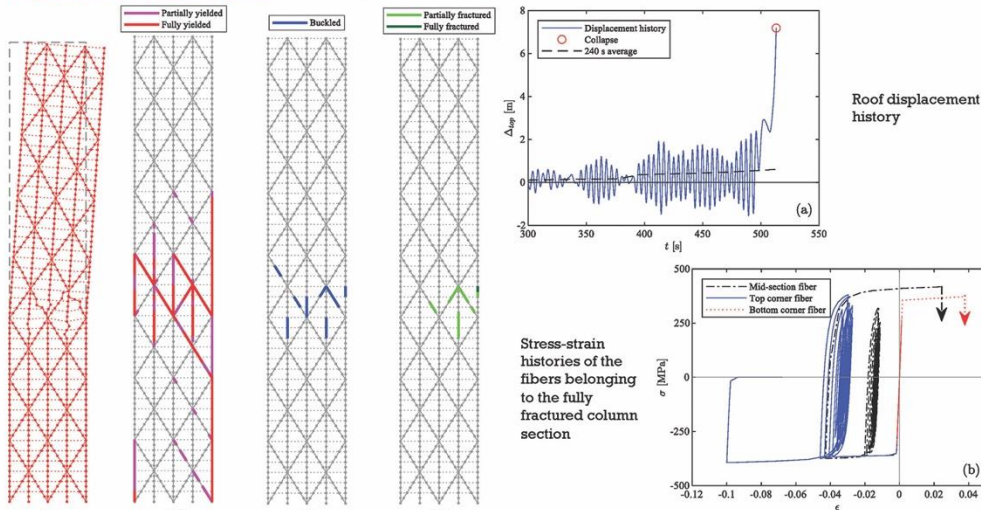 Partially yielded
Fully yielded
Buckled
Partially fractured
Fully fractured
Displacement history
Collapse
240 s average
Δtop [m]
8
6
4
2
0
-2
300
350
400
450
500
550
t [s]
(a)
Roof displacement
history
Stress-strain
histories of the
fibers belonging
to the fully
fractured column
section
Mid-section fiber
Top corner fiber
Bottom corner fiber
σ [MPa]
500
250
0
-250
-500
-0.12
-0.1
-0.08
-0.06
-0.04
-0.02
0
0.02
0.04
ϵ
(b)